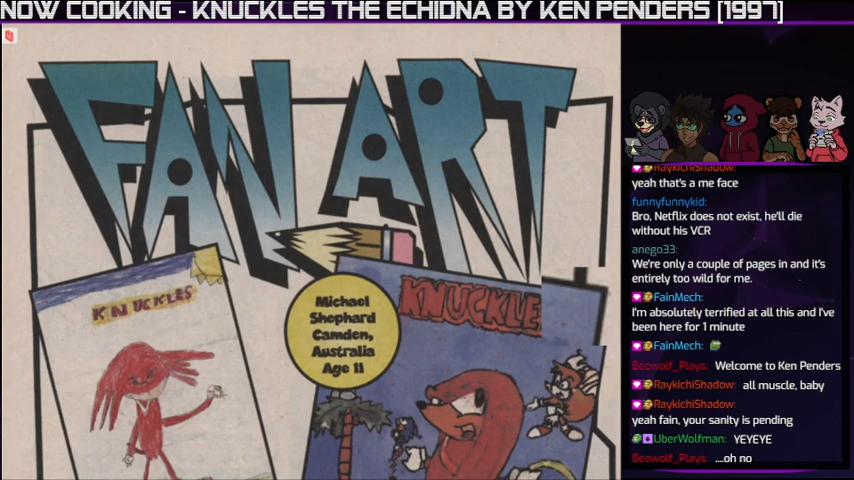 NOW COOKING - KNUCKLES THE ECHIDNA BY KEN PENDERS [1997]
FAN ART
KNUCKLES
Michael
Shephard
Camden,
Australia
Age 11
KNUCKLE
RaykichiShadow:
yeah that's a me face
funnyfunnykid:
Bro, Netflix does not exist, he'll die
without his VCR
anego33:
We're only a couple of pages in and it's
entirely too wild for me.
FainMech:
I'm absolutely terrified at all this and I've
been here for 1 minute
FainMech:
Beowolf_Plays: Welcome to Ken Penders
RaykichiShadow: all muscle, baby
RaykichiShadow:
yeah fain, your sanity is pending
UberWolfman: YEYEYE
Beowolf_Plays: ....oh no